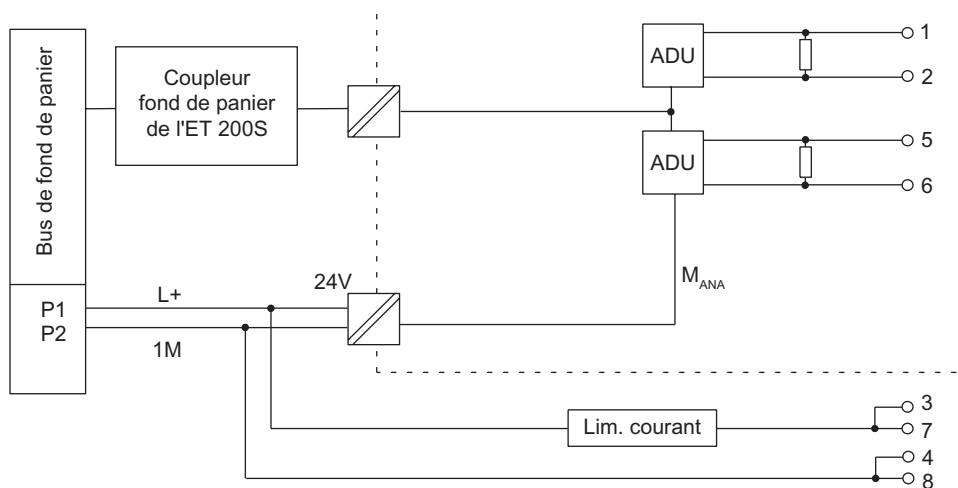 Bus de fond de panier
Coupleur
fond de panier
de l'ET 200S
ADU
1
2
ADU
5
6
M_ANA
24V
P1
P2
L+
1M
Lim. courant
3
7
4
8